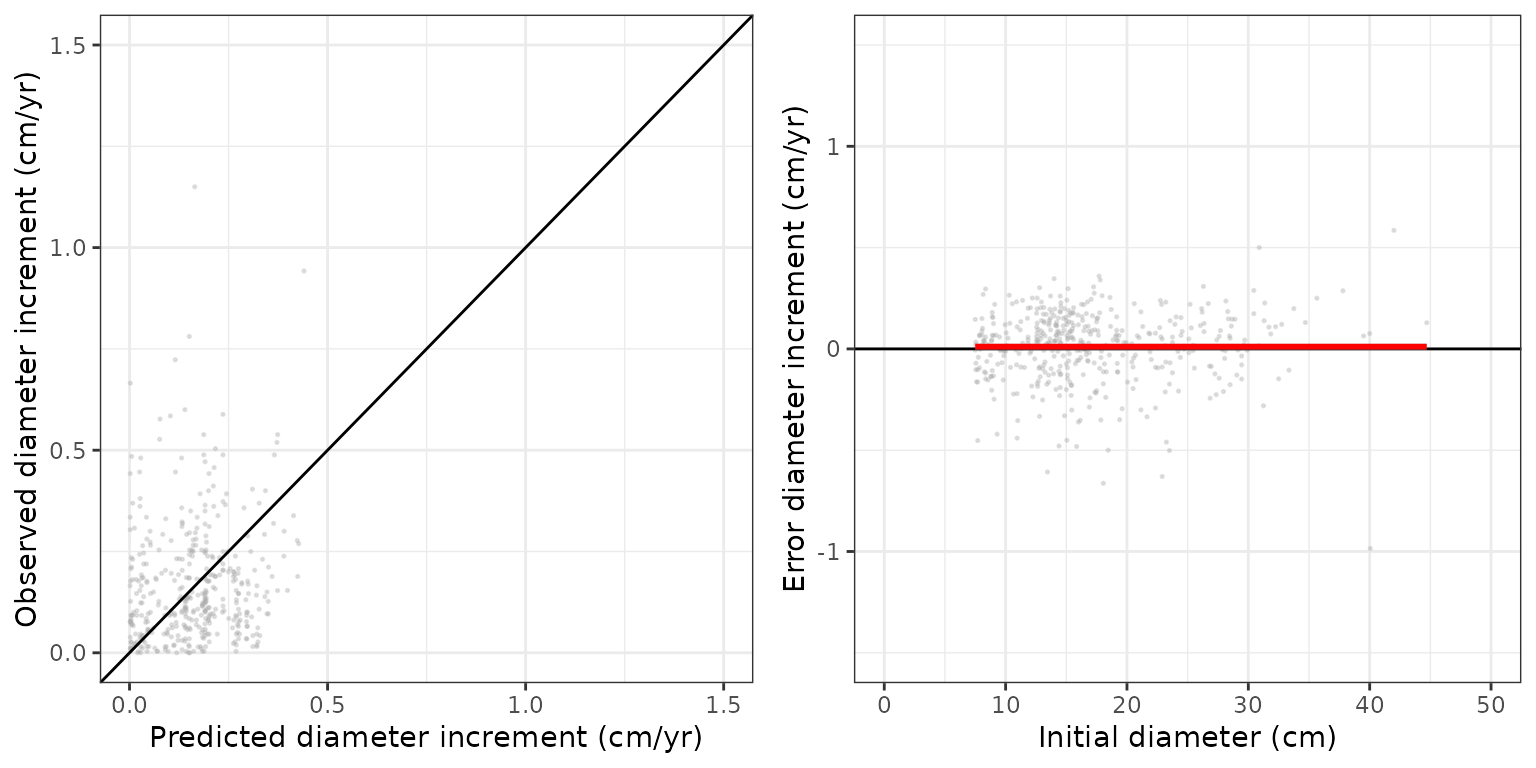 Observed diameter increment (cm/yr)
1.5
1.0
0.5
0.0
0.0 0.5 1.0 1.5
Predicted diameter increment (cm/yr)
Error diameter increment (cm/yr)
1
0
-1
0 10 20 30 40 50
Initial diameter (cm)